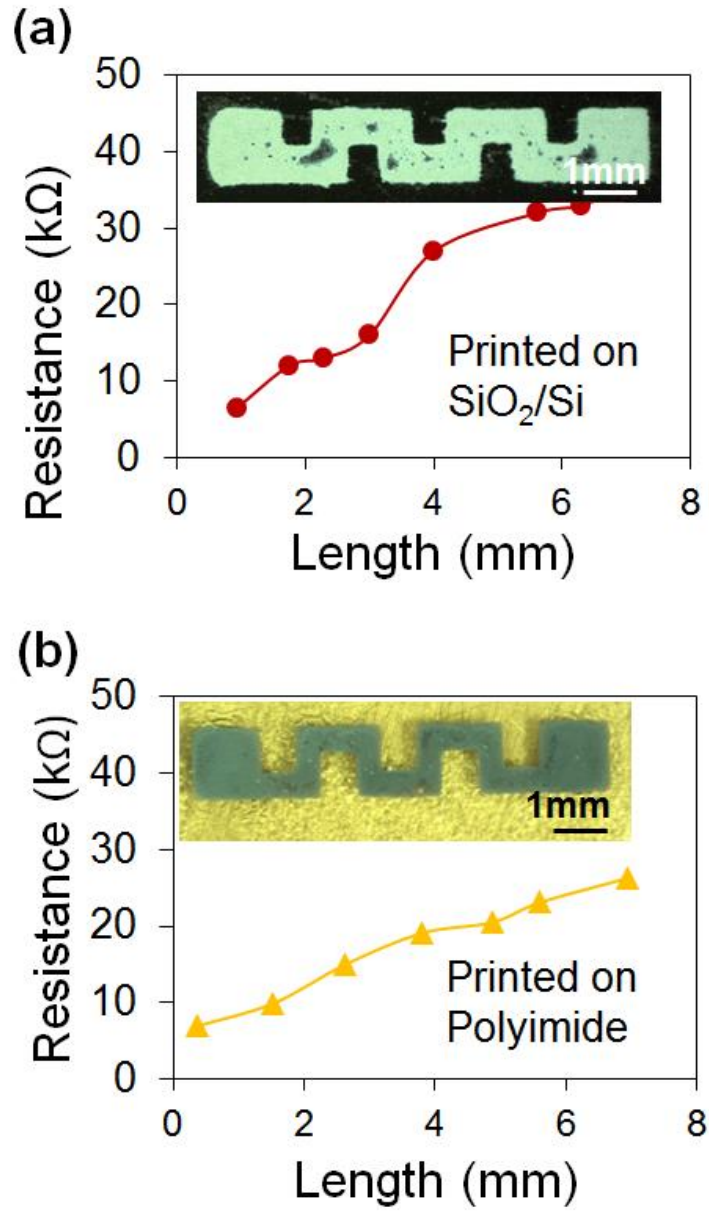 (a)
50
40
30
20
10
0
Resistance (kΩ)
1mm
Printed on
SiO₂/Si
0 2 4 6 8
Length (mm)
(b)
50
40
30
20
10
0
Resistance (kΩ)
1mm
Printed on
Polyimide
0 2 4 6 8
Length (mm)